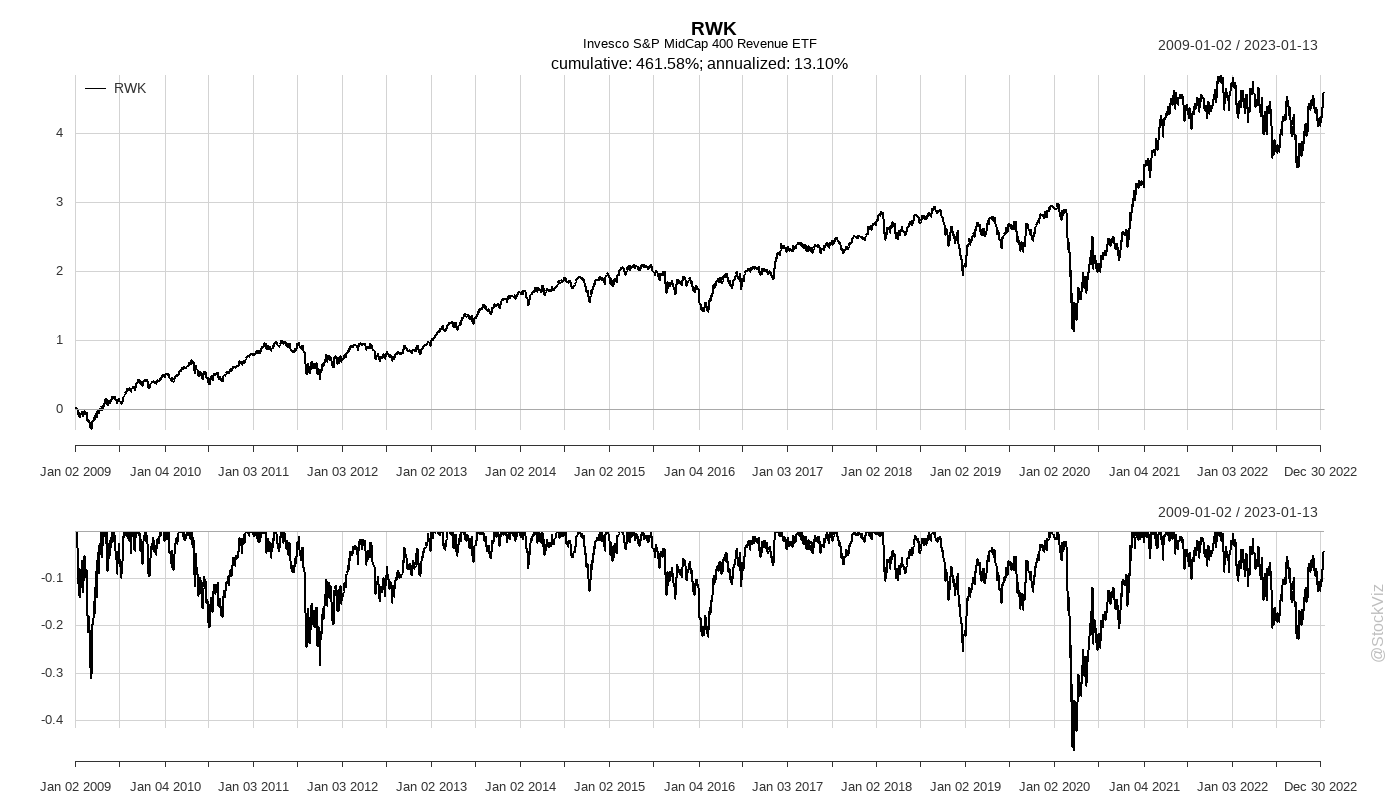 RWK
Invesco S&P MidCap 400 Revenue ETF
2009-01-02 / 2023-01-13
cumulative: 461.58%; annualized: 13.10%
RWK
4
3
2
1
0
Jan 02 2009 Jan 04 2010 Jan 03 2011 Jan 03 2012 Jan 02 2013 Jan 02 2014 Jan 02 2015 Jan 04 2016 Jan 03 2017 Jan 02 2018 Jan 02 2019 Jan 02 2020 Jan 04 2021 Jan 03 2022 Dec 30 2022
2009-01-02 / 2023-01-13
-0.1
-0.2
-0.3
-0.4
Jan 02 2009 Jan 04 2010 Jan 03 2011 Jan 03 2012 Jan 02 2013 Jan 02 2014 Jan 02 2015 Jan 04 2016 Jan 03 2017 Jan 02 2018 Jan 02 2019 Jan 02 2020 Jan 04 2021 Jan 03 2022 Dec 30 2022
@StockViz